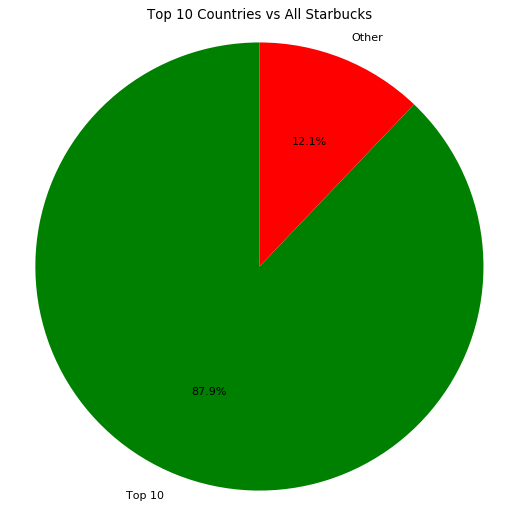 Top 10 Countries vs All Starbucks
Other
12.1%
87.9%
Top 10